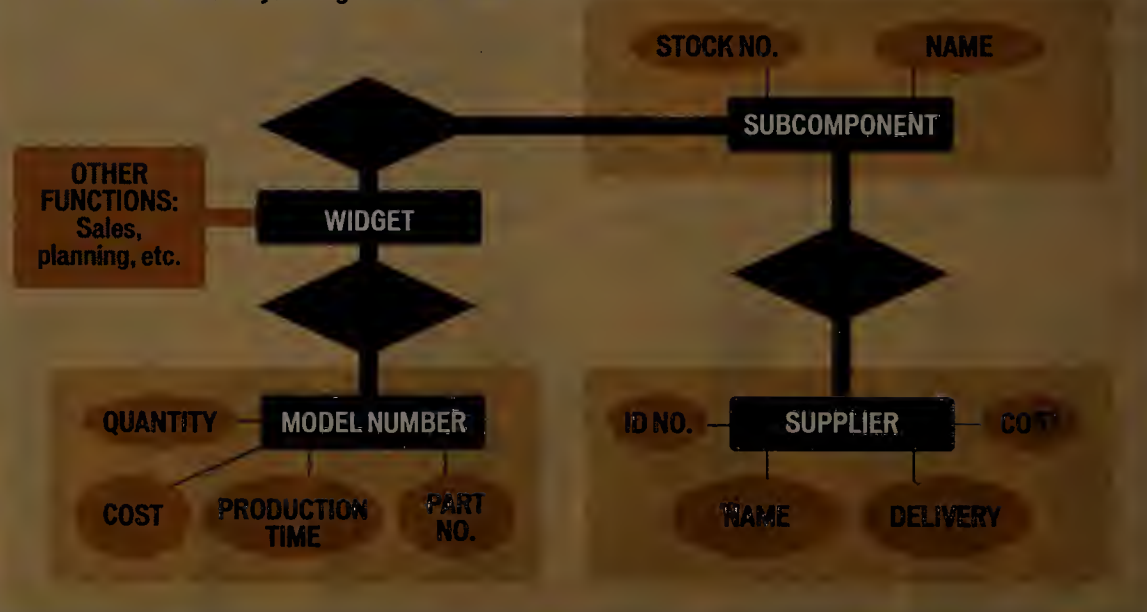 STOCK NO.
NAME
SUBCOMPONENT
OTHER
FUNCTIONS:
Sales,
planning, etc.
WIDGET
QUANTITY
MODEL NUMBER
ID NO.
SUPPLIER
COST
PRODUCTION
TIME
PART
NO.
NAME
DELIVERY